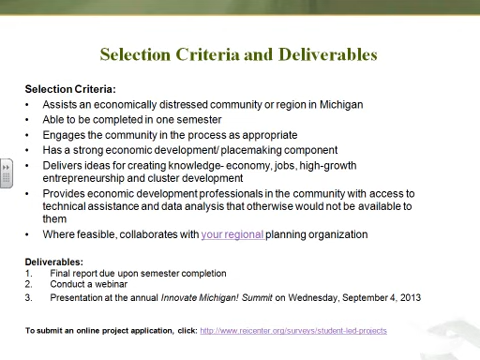 Selection Criteria and Deliverables
Selection Criteria:
• Assists an economically distressed community or region in Michigan
• Able to be completed in one semester
• Engages the community in the process as appropriate
• Has a strong economic development/ placemaking component
• Delivers ideas for creating knowledge- economy, jobs, high-growth
entrepreneurship and cluster development
• Provides economic development professionals in the community with access to
technical assistance and data analysis that otherwise would not be available to
them
• Where feasible, collaborates with your regional planning organization
Deliverables:
1. Final report due upon semester completion
2. Conduct a webinar
3. Presentation at the annual Innovate Michigan! Summit on Wednesday, September 4, 2013
To submit an online project application, click: http://www.reicenter.org/surveys/student-led-projects